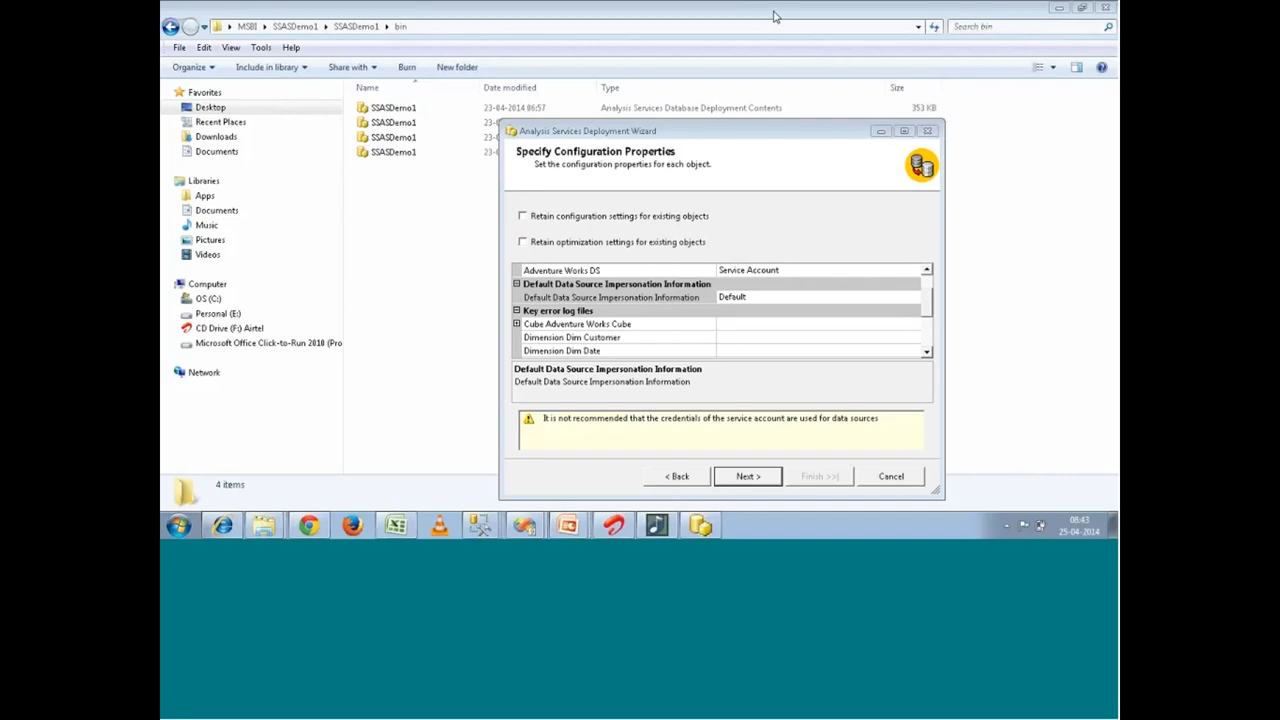 MSBI SSASDemo1 SSASDemo1 bin
Search bin
File Edit View Tools Help
Organize Include in library Share with Burn New folder
Name Date modified Type Size
Favorites
Desktop
Recent Places
Downloads
Documents
Libraries
Apps
Documents
Music
Pictures
Videos
Computer
OS (C:)
Personal (E:)
CD Drive (F:) Airtel
Microsoft Office Click-to-Run 2010 (Pro
Network
SSASDemo1 23-04-2014 06:57 Analysis Services Database Deployment Contents 353 KB
SSASDemo1 23-0
SSASDemo1 23-0
SSASDemo1 23-0
Analysis Services Deployment Wizard
Specify Configuration Properties
Set the configuration properties for each object.
Retain configuration settings for existing objects
Retain optimization settings for existing objects
Adventure Works DS Service Account
Default Data Source Impersonation Information
Default Data Source Impersonation Information Default
Key error log files
Cube Adventure Works Cube
Dimension Dim Customer
Dimension Dim Date
Default Data Source Impersonation Information
Default Data Source Impersonation Information
It is not recommended that the credentials of the service account are used for data sources
< Back Next > Finish >>| Cancel
4 items
08:43
25-04-2014